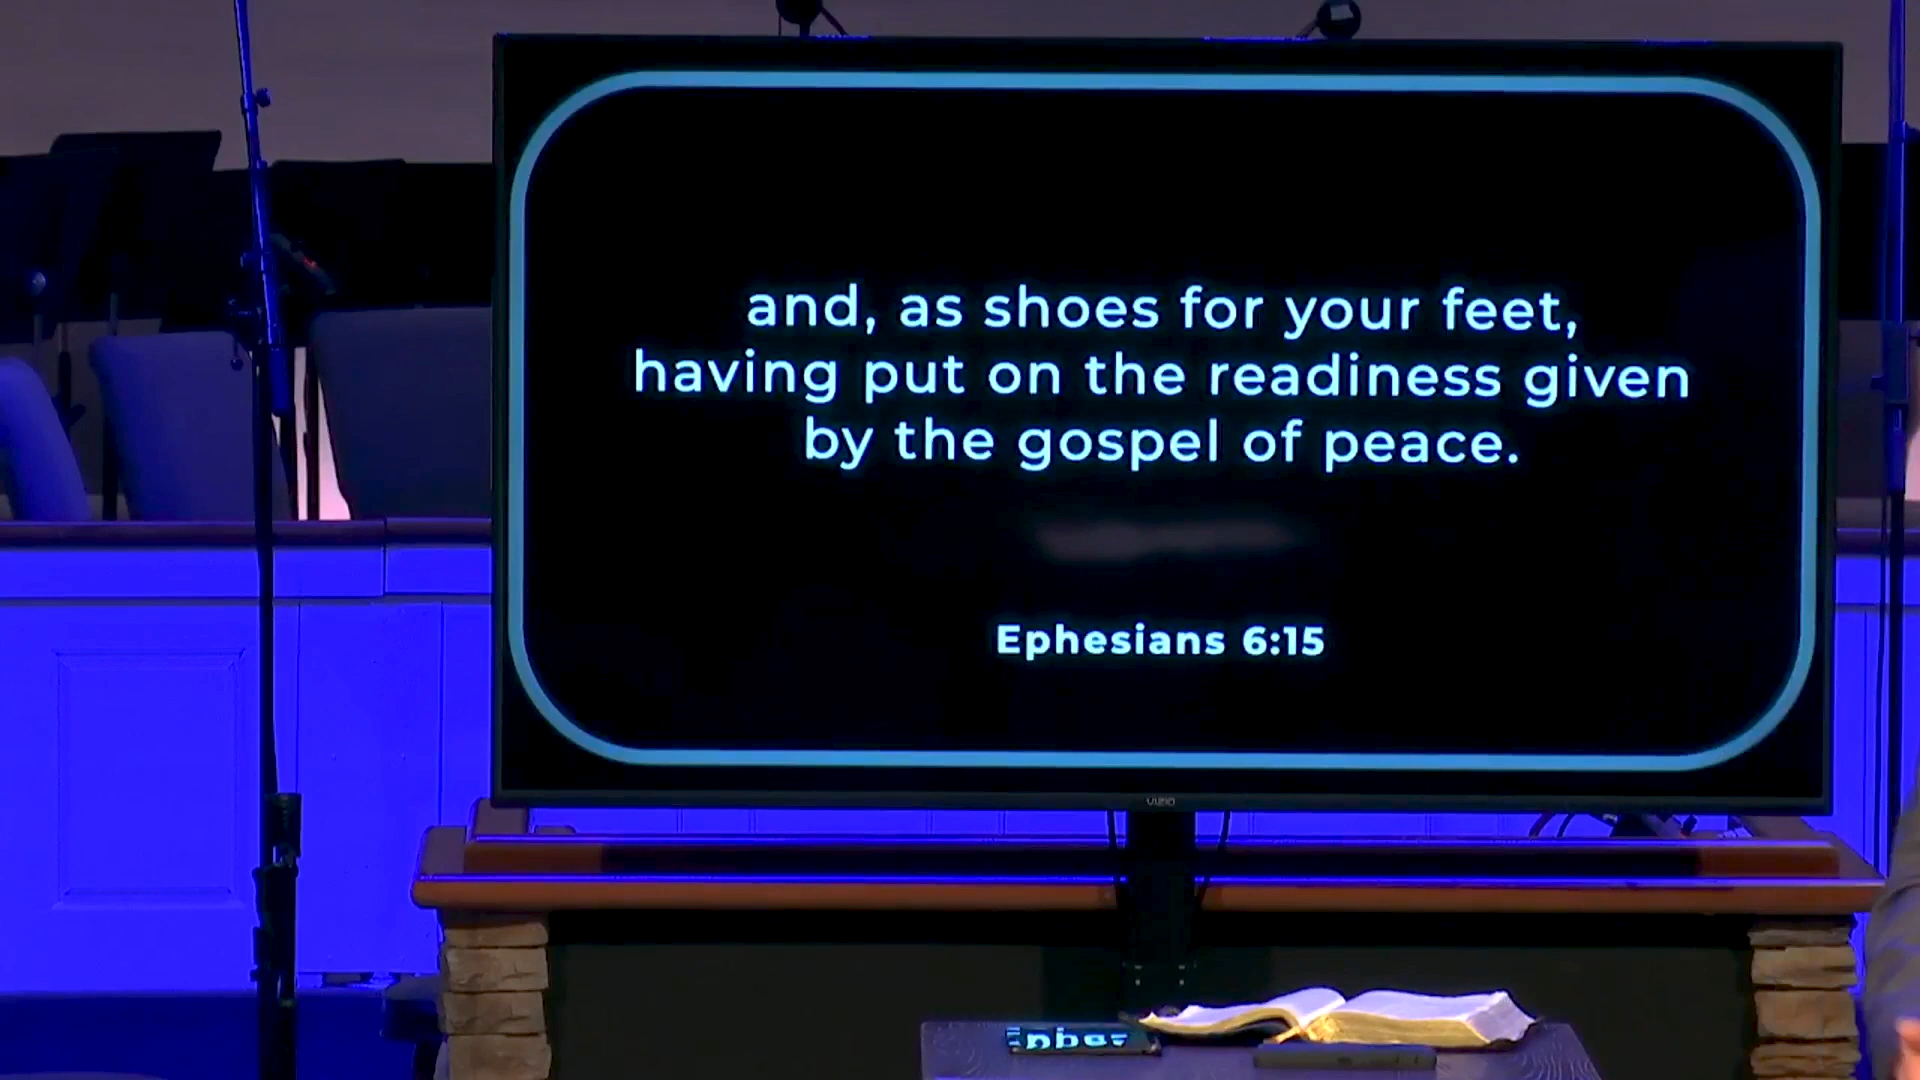 and, as shoes for your feet,
having put on the readiness given
by the gospel of peace.
Ephesians 6:15
VIZIO